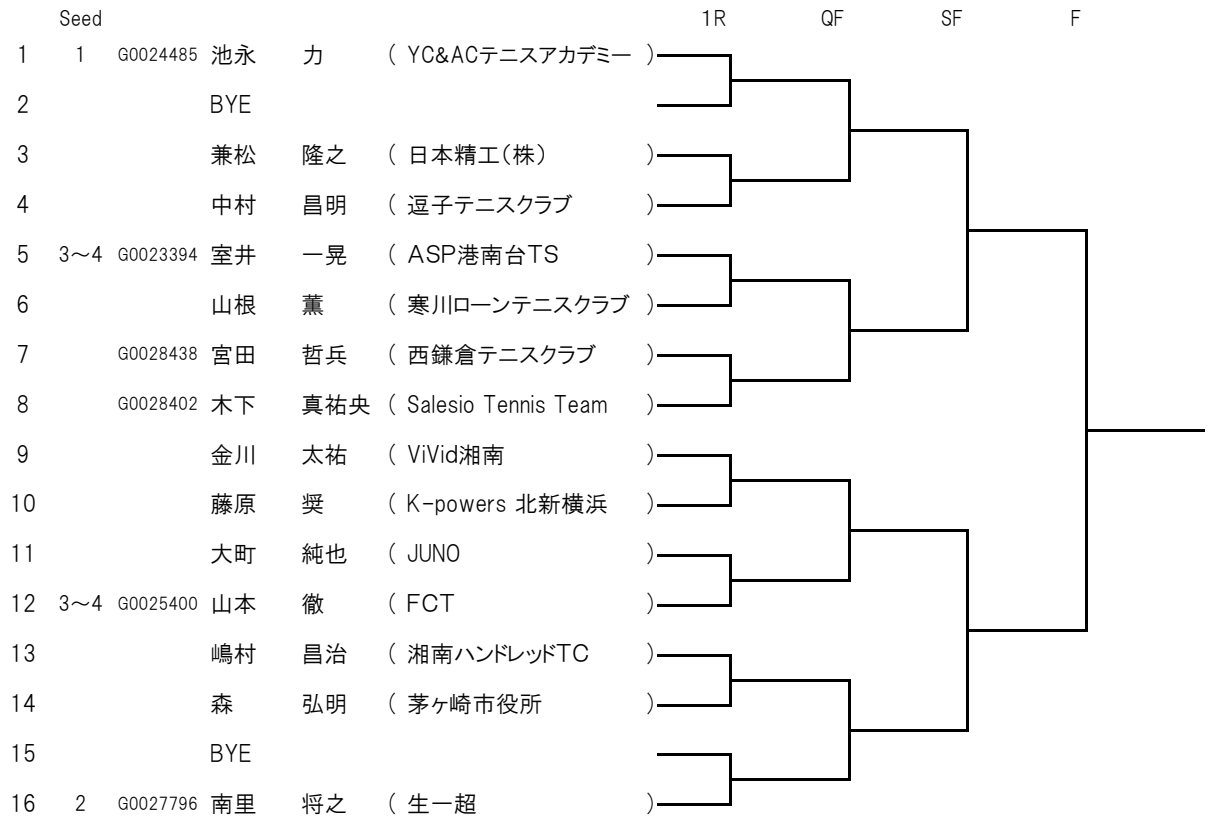 Seed 1R QF SF F
1 1 G0024485 池永 力 ( YC&ACテニスアカデミー )
2 BYE
3 兼松 隆之 ( 日本精工(株) )
4 中村 昌明 ( 逗子テニスクラブ )
5 3~4 G0023394 室井 一晃 ( ASP港南台TS )
6 山根 薫 ( 寒川ローンテニスクラブ )
7 G0028438 宮田 哲兵 ( 西鎌倉テニスクラブ )
8 G0028402 木下 真祐央 ( Salesio Tennis Team )
9 金川 太祐 ( ViVid湘南 )
10 藤原 奨 ( K-powers 北新横浜 )
11 大町 純也 ( JUNO )
12 3~4 G0025400 山本 徹 ( FCT )
13 嶋村 昌治 ( 湘南ハンドレッドTC )
14 森 弘明 ( 茅ヶ崎市役所 )
15 BYE
16 2 G0027796 南里 将之 ( 生一超 )